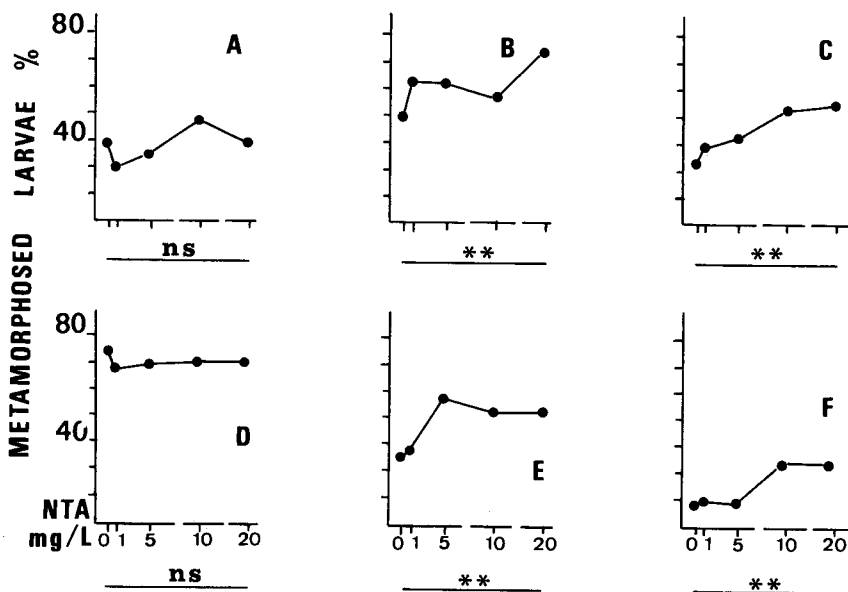 METAMORPHOSED LARVAE %
80
40
A
ns
B
**
C
**
80
40
D
NTA
mg/L
0 1 5 10 20
ns
E
0 1 5 10 20
**
F
0 1 5 10 20
**